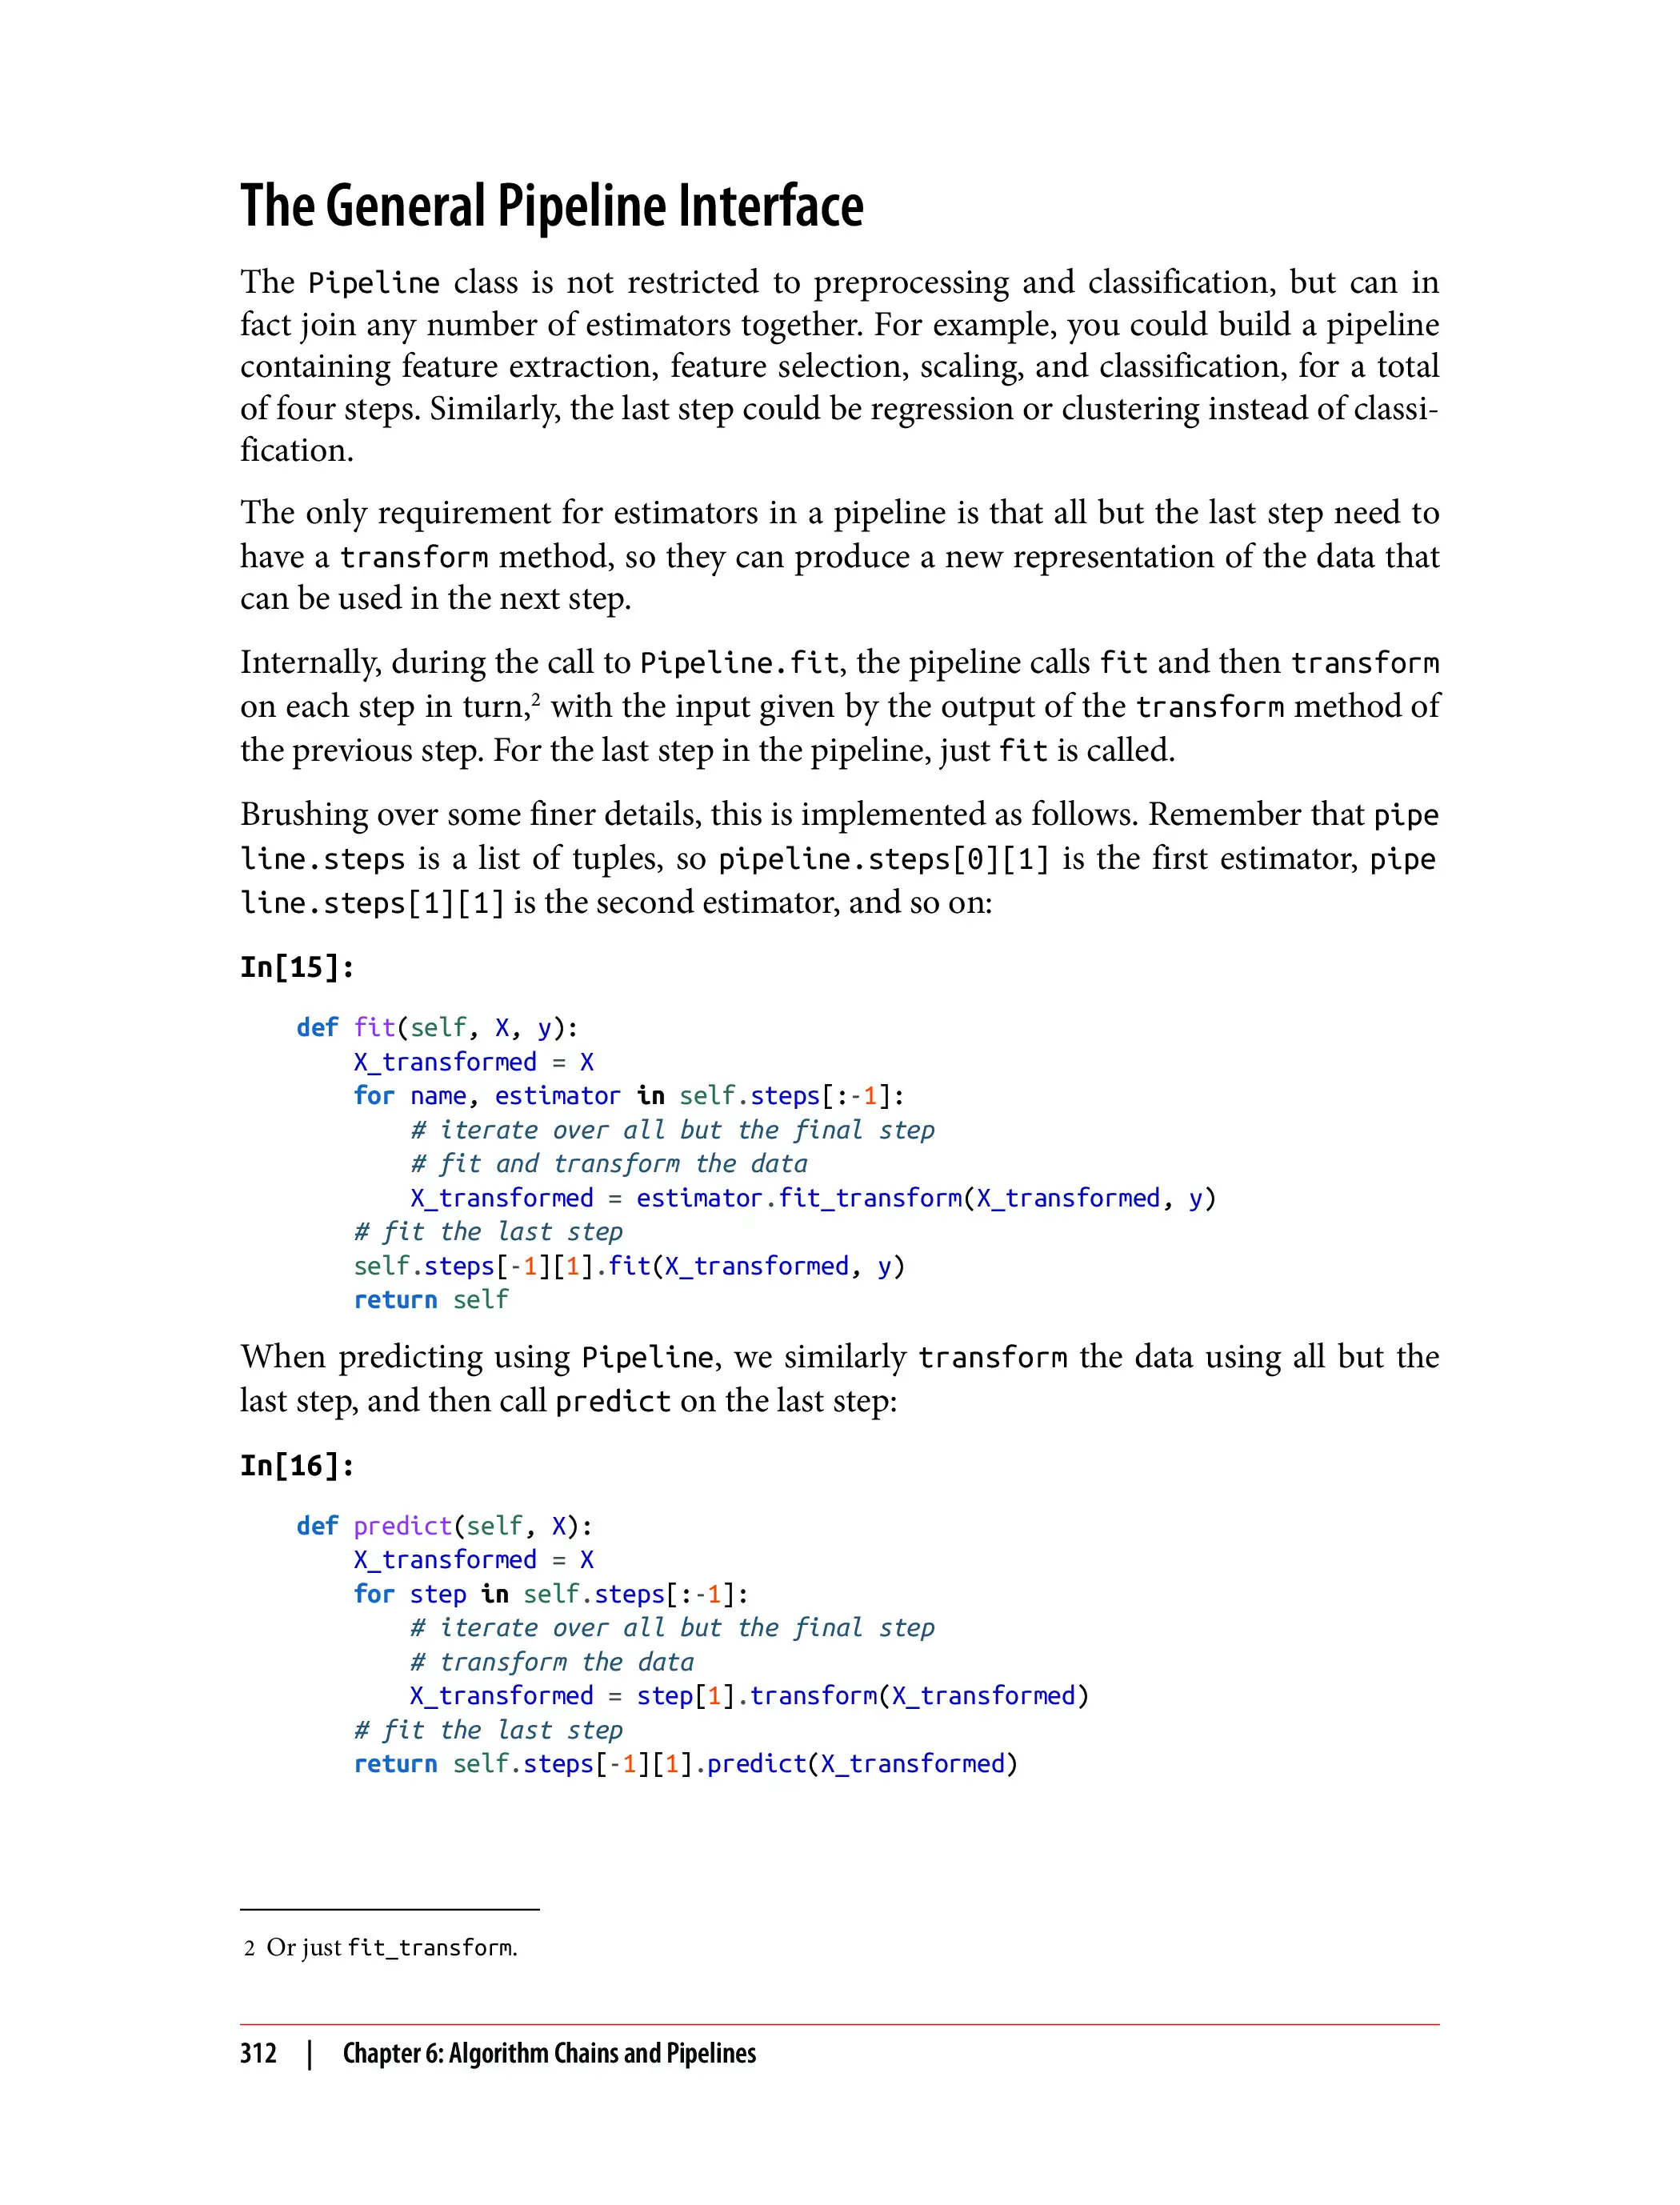 The General Pipeline Interface
The Pipeline class is not restricted to preprocessing and classification, but can in
fact join any number of estimators together. For example, you could build a pipeline
containing feature extraction, feature selection, scaling, and classification, for a total
of four steps. Similarly, the last step could be regression or clustering instead of classi-
fication.
The only requirement for estimators in a pipeline is that all but the last step need to
have a transform method, so they can produce a new representation of the data that
can be used in the next step.
Internally, during the call to Pipeline.fit, the pipeline calls fit and then transform
on each step in turn,² with the input given by the output of the transform method of
the previous step. For the last step in the pipeline, just fit is called.
Brushing over some finer details, this is implemented as follows. Remember that pipe
line.steps is a list of tuples, so pipeline.steps[0][1] is the first estimator, pipe
line.steps[1][1] is the second estimator, and so on:
In[15]:
def fit(self, X, y):
    X_transformed = X
    for name, estimator in self.steps[:-1]:
        # iterate over all but the final step
        # fit and transform the data
        X_transformed = estimator.fit_transform(X_transformed, y)
    # fit the last step
    self.steps[-1][1].fit(X_transformed, y)
    return self
When predicting using Pipeline, we similarly transform the data using all but the
last step, and then call predict on the last step:
In[16]:
def predict(self, X):
    X_transformed = X
    for step in self.steps[:-1]:
        # iterate over all but the final step
        # transform the data
        X_transformed = step[1].transform(X_transformed)
    # fit the last step
    return self.steps[-1][1].predict(X_transformed)
2 Or just fit_transform.
312 | Chapter 6: Algorithm Chains and Pipelines